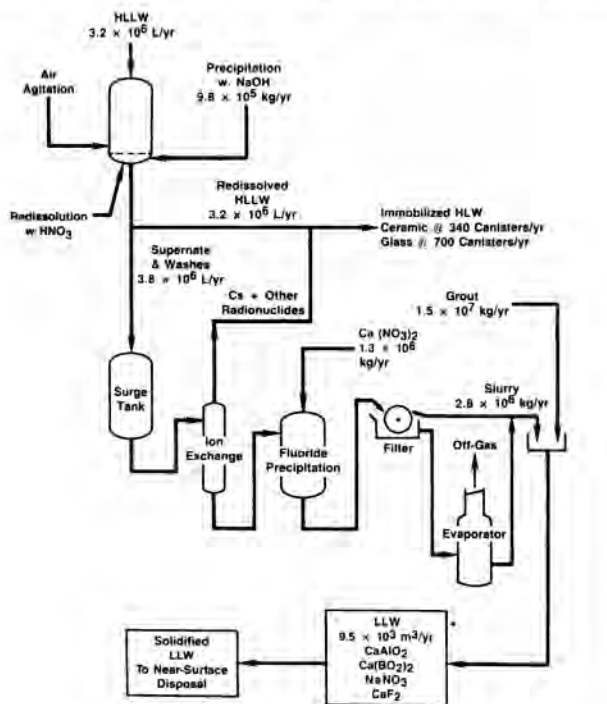 HLLW
3.2 × 10⁶ L/yr
Air
Agitation
Precipitation
w. NaOH
9.8 × 10⁵ kg/yr
Redissolution
w HNO₃
Redissolved
HLLW
3.2 × 10⁶ L/yr
Immobilized HLW
Ceramic @ 340 Canisters/yr
Glass @ 700 Canisters/yr
Supernate
& Washes
3.8 × 10⁶ L/yr
Cs + Other
Radionuclides
Grout
1.5 × 10⁷ kg/yr
Ca (NO₃)₂
1.3 × 10⁶
kg/yr
Slurry
2.8 × 10⁶ kg/yr
Surge
Tank
Ion
Exchange
Fluoride
Precipitation
Filter
Off-Gas
Evaporator
Solidified
LLW
To Near-Surface
Disposal
LLW
9.5 × 10³ m³/yr
CaAlO₂
Ca(BO₂)₂
NaNO₃
CaF₂